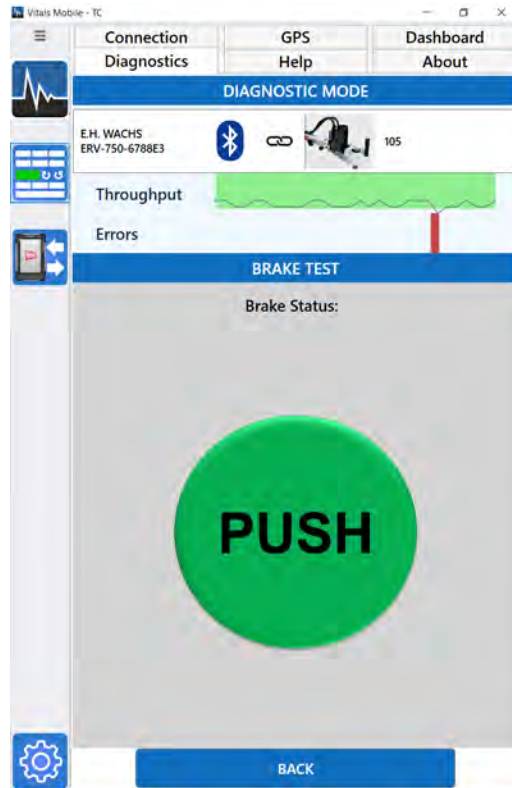 Vitals Mobile - TC
Connection GPS Dashboard
Diagnostics Help About
DIAGNOSTIC MODE
E.H. WACHS
ERV-750-6788E3
105
Throughput
Errors
BRAKE TEST
Brake Status:
PUSH
BACK